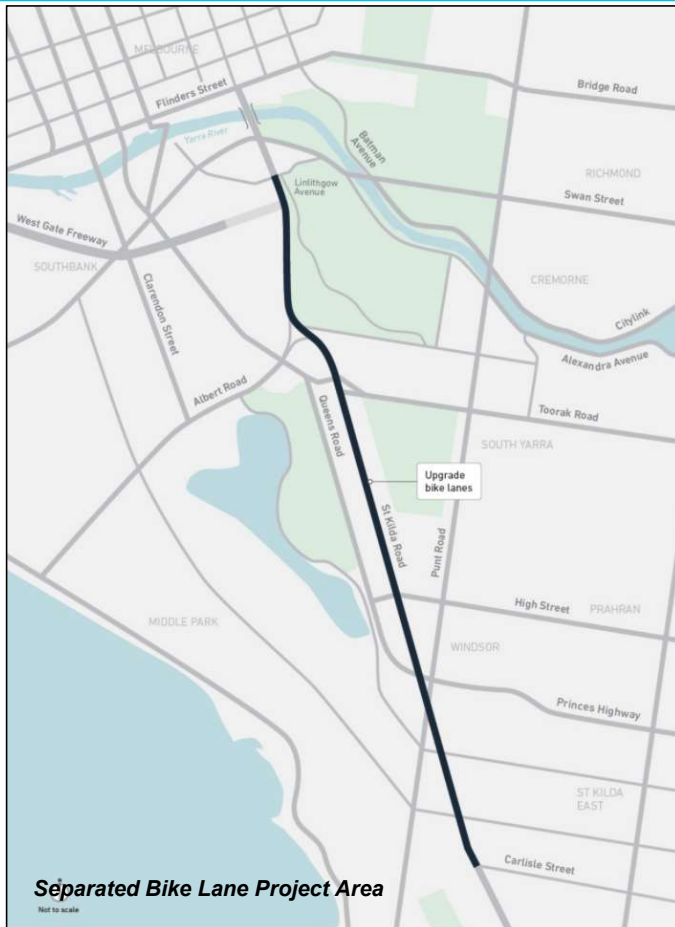 MELBOURNE
Flinders Street
Bridge Road
Yarra River
Batman
Avenue
RICHMOND
Linlithgow
Avenue
Swan Street
West Gate Freeway
SOUTHBANK
CREMORNE
Clarendon Street
Citylink
Alexandra Avenue
Albert Road
Queens Road
Toorak Road
SOUTH YARRA
Upgrade
bike lanes
St Kilda Road
Punt Road
High Street
PRAHRAN
MIDDLE PARK
WINDSOR
Princes Highway
ST KILDA
EAST
Carlisle Street
Separated Bike Lane Project Area
Not to scale